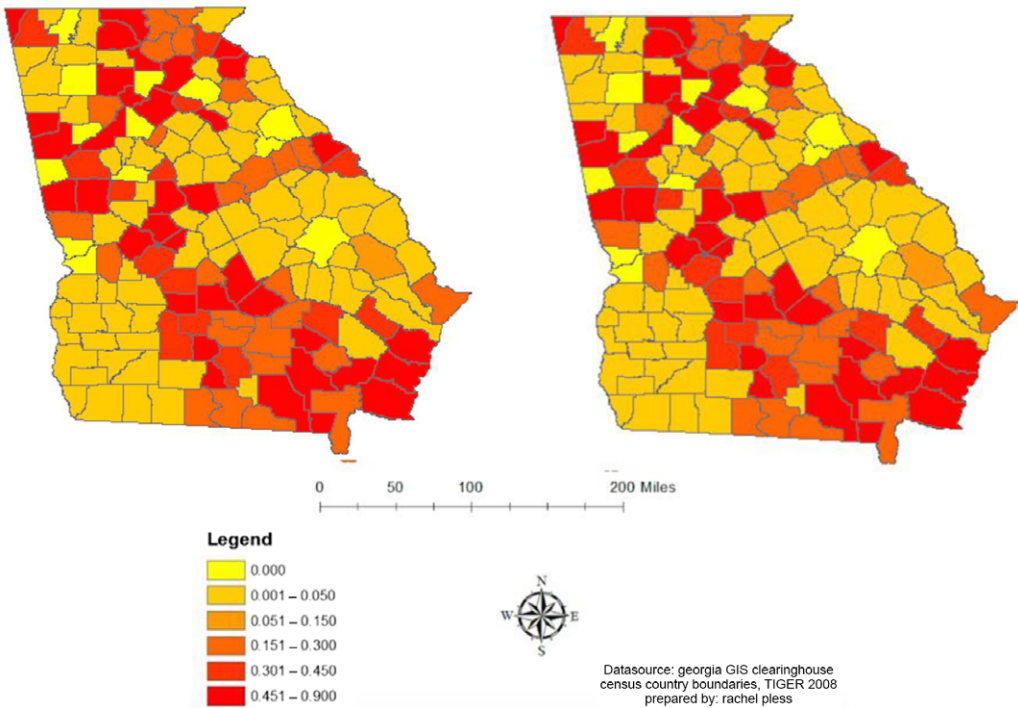 0 50 100 200 Miles
Legend
0.000
0.001 – 0.050
0.051 – 0.150
0.151 – 0.300
0.301 – 0.450
0.451 – 0.900
N
W E
S
Datasource: georgia GIS clearinghouse
census country boundaries, TIGER 2008
prepared by: rachel pless